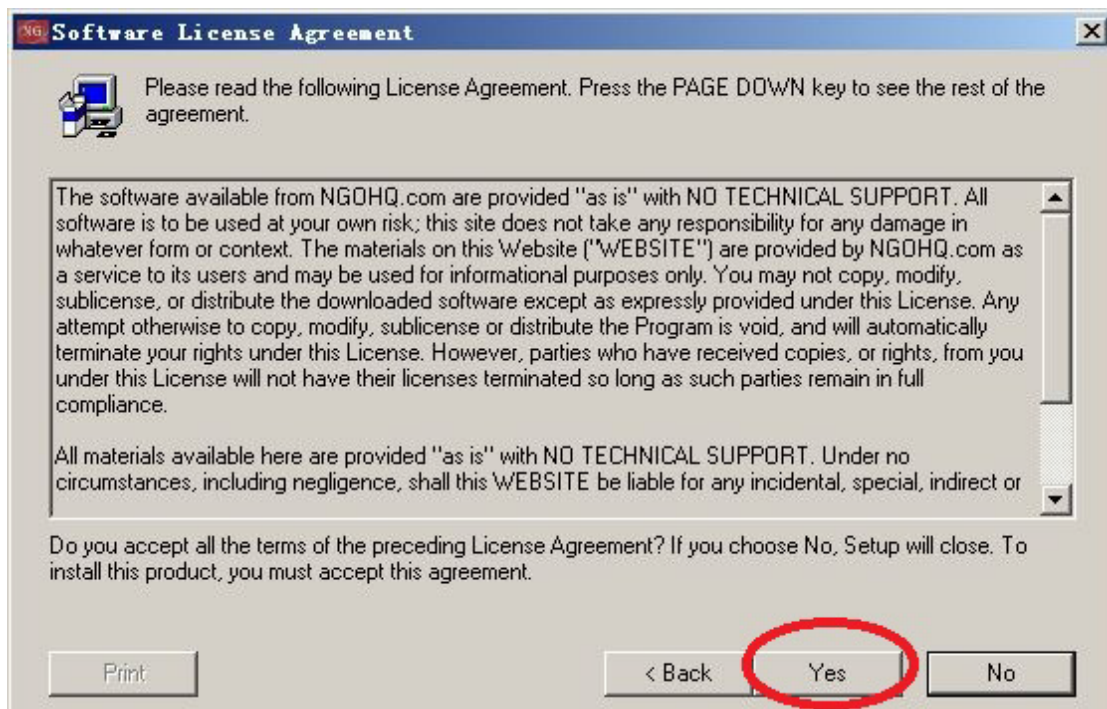 NG Software License Agreement
Please read the following License Agreement. Press the PAGE DOWN key to see the rest of the
agreement.
The software available from NGOHQ.com are provided "as is" with NO TECHNICAL SUPPORT. All
software is to be used at your own risk; this site does not take any responsibility for any damage in
whatever form or context. The materials on this Website ("WEBSITE") are provided by NGOHQ.com as
a service to its users and may be used for informational purposes only. You may not copy, modify,
sublicense, or distribute the downloaded software except as expressly provided under this License. Any
attempt otherwise to copy, modify, sublicense or distribute the Program is void, and will automatically
terminate your rights under this License. However, parties who have received copies, or rights, from you
under this License will not have their licenses terminated so long as such parties remain in full
compliance.
All materials available here are provided "as is" with NO TECHNICAL SUPPORT. Under no
circumstances, including negligence, shall this WEBSITE be liable for any incidental, special, indirect or
Do you accept all the terms of the preceding License Agreement? If you choose No, Setup will close. To
install this product, you must accept this agreement.
Print < Back Yes No